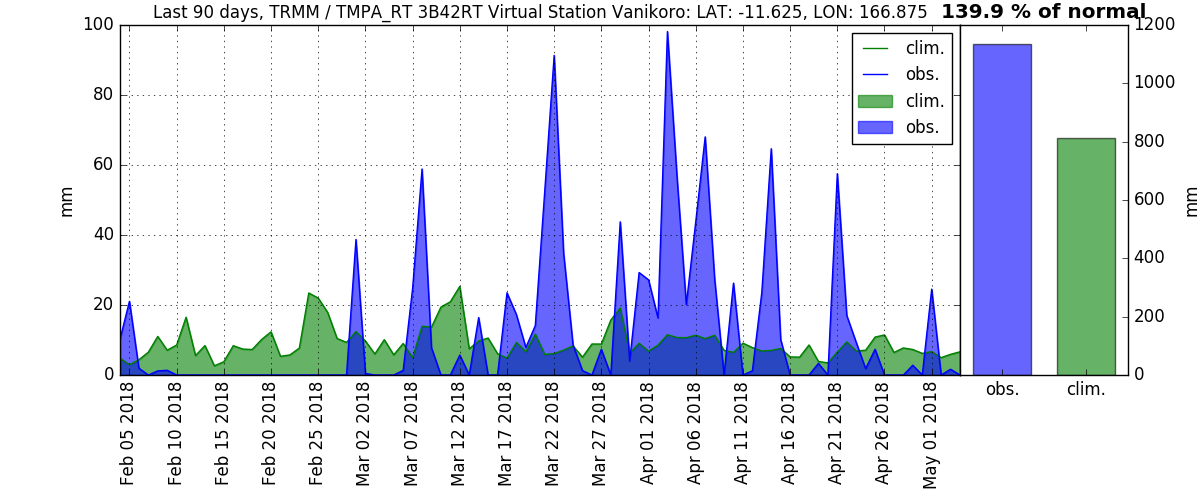 Last 90 days, TRMM / TMPA_RT 3B42RT Virtual Station Vanikoro: LAT: -11.625, LON: 166.875 139.9 % of normal
100
80
60
40
20
0
mm
clim.
obs.
clim.
obs.
1200
1000
800
600
400
200
0
mm
obs.
clim.
Feb 05 2018
Feb 10 2018
Feb 15 2018
Feb 20 2018
Feb 25 2018
Mar 02 2018
Mar 07 2018
Mar 12 2018
Mar 17 2018
Mar 22 2018
Mar 27 2018
Apr 01 2018
Apr 06 2018
Apr 11 2018
Apr 16 2018
Apr 21 2018
Apr 26 2018
May 01 2018